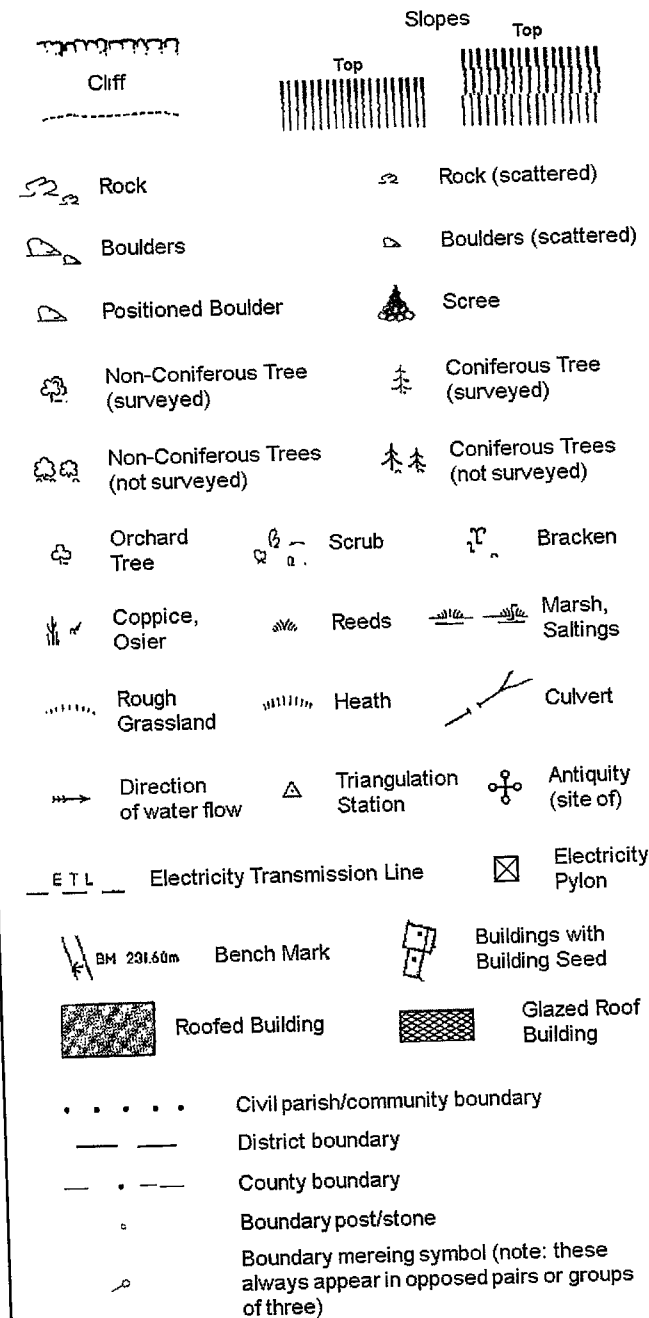 Slopes
Top
Top
Cliff
Rock
Rock (scattered)
Boulders
Boulders (scattered)
Positioned Boulder
Scree
Non-Coniferous Tree
(surveyed)
Coniferous Tree
(surveyed)
Non-Coniferous Trees
(not surveyed)
Coniferous Trees
(not surveyed)
Orchard
Tree
Scrub
Bracken
Coppice,
Osier
Reeds
Marsh,
Saltings
Rough
Grassland
Heath
Culvert
Direction
of water flow
Triangulation
Station
Antiquity
(site of)
E T L
Electricity Transmission Line
Electricity
Pylon
BM 231.60m
Bench Mark
Buildings with
Building Seed
Roofed Building
Glazed Roof
Building
Civil parish/community boundary
District boundary
County boundary
Boundary post/stone
Boundary mereing symbol (note: these
always appear in opposed pairs or groups
of three)